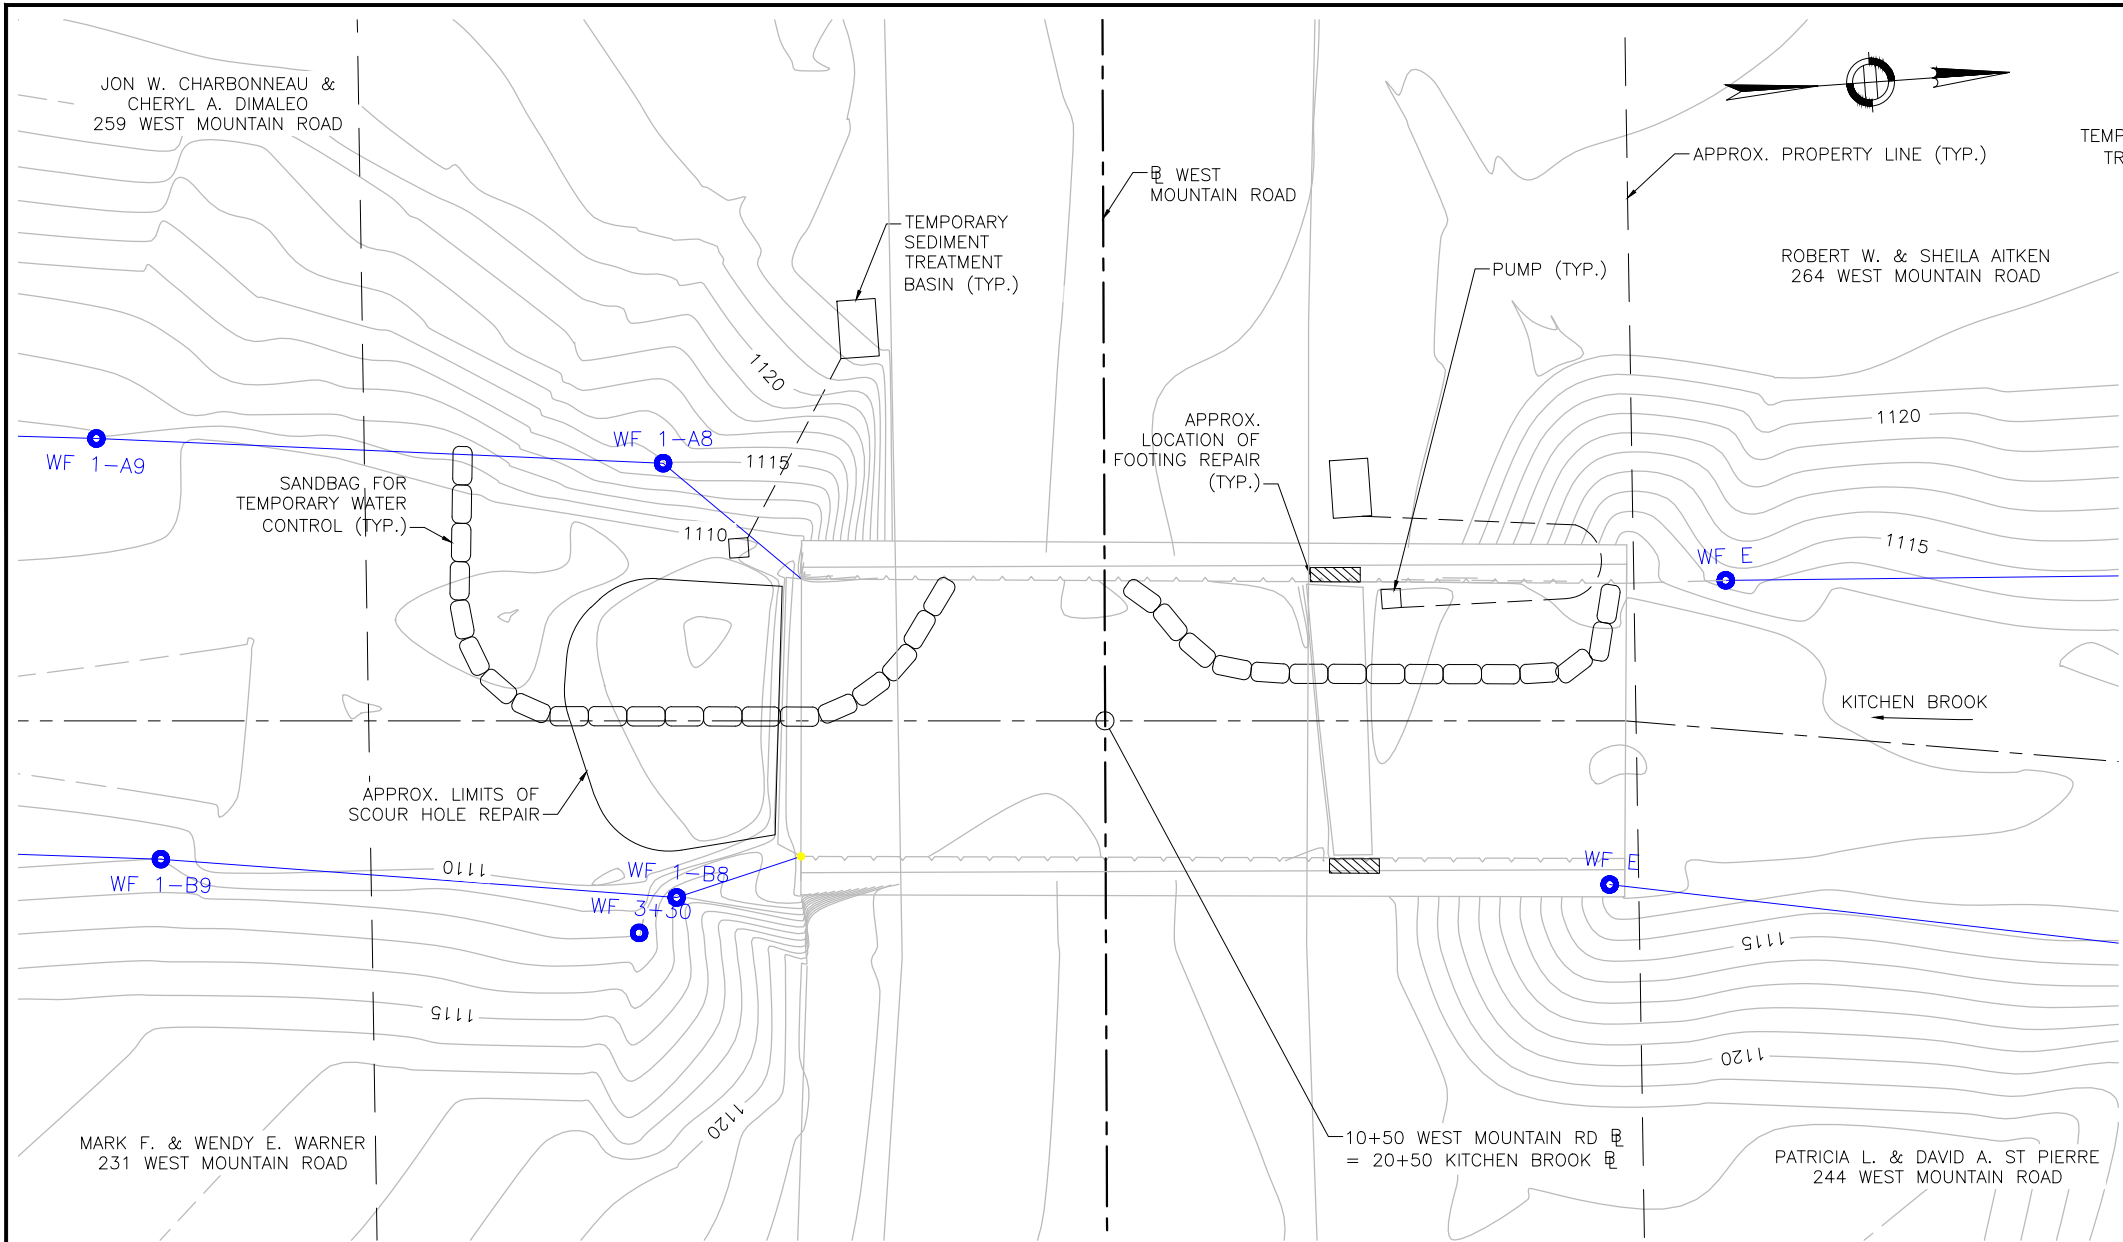 JON W. CHARBONNEAU &
CHERYL A. DIMALEO
259 WEST MOUNTAIN ROAD
℄ WEST
MOUNTAIN ROAD
APPROX. PROPERTY LINE (TYP.)
TEMP
TR
TEMPORARY
SEDIMENT
TREATMENT
BASIN (TYP.)
PUMP (TYP.)
ROBERT W. & SHEILA AITKEN
264 WEST MOUNTAIN ROAD
1120
1120
APPROX.
LOCATION OF
FOOTING REPAIR
(TYP.)
WF 1-A9
WF 1-A8
1115
SANDBAG FOR
TEMPORARY WATER
CONTROL (TYP.)
1110
1115
WF E
KITCHEN BROOK
APPROX. LIMITS OF
SCOUR HOLE REPAIR
1110
WF 1-B9
WF 1-B8
WF 3+30
WF E
1115
1115
1120
1120
10+50 WEST MOUNTAIN RD ℄
= 20+50 KITCHEN BROOK ℄
MARK F. & WENDY E. WARNER
231 WEST MOUNTAIN ROAD
PATRICIA L. & DAVID A. ST PIERRE
244 WEST MOUNTAIN ROAD